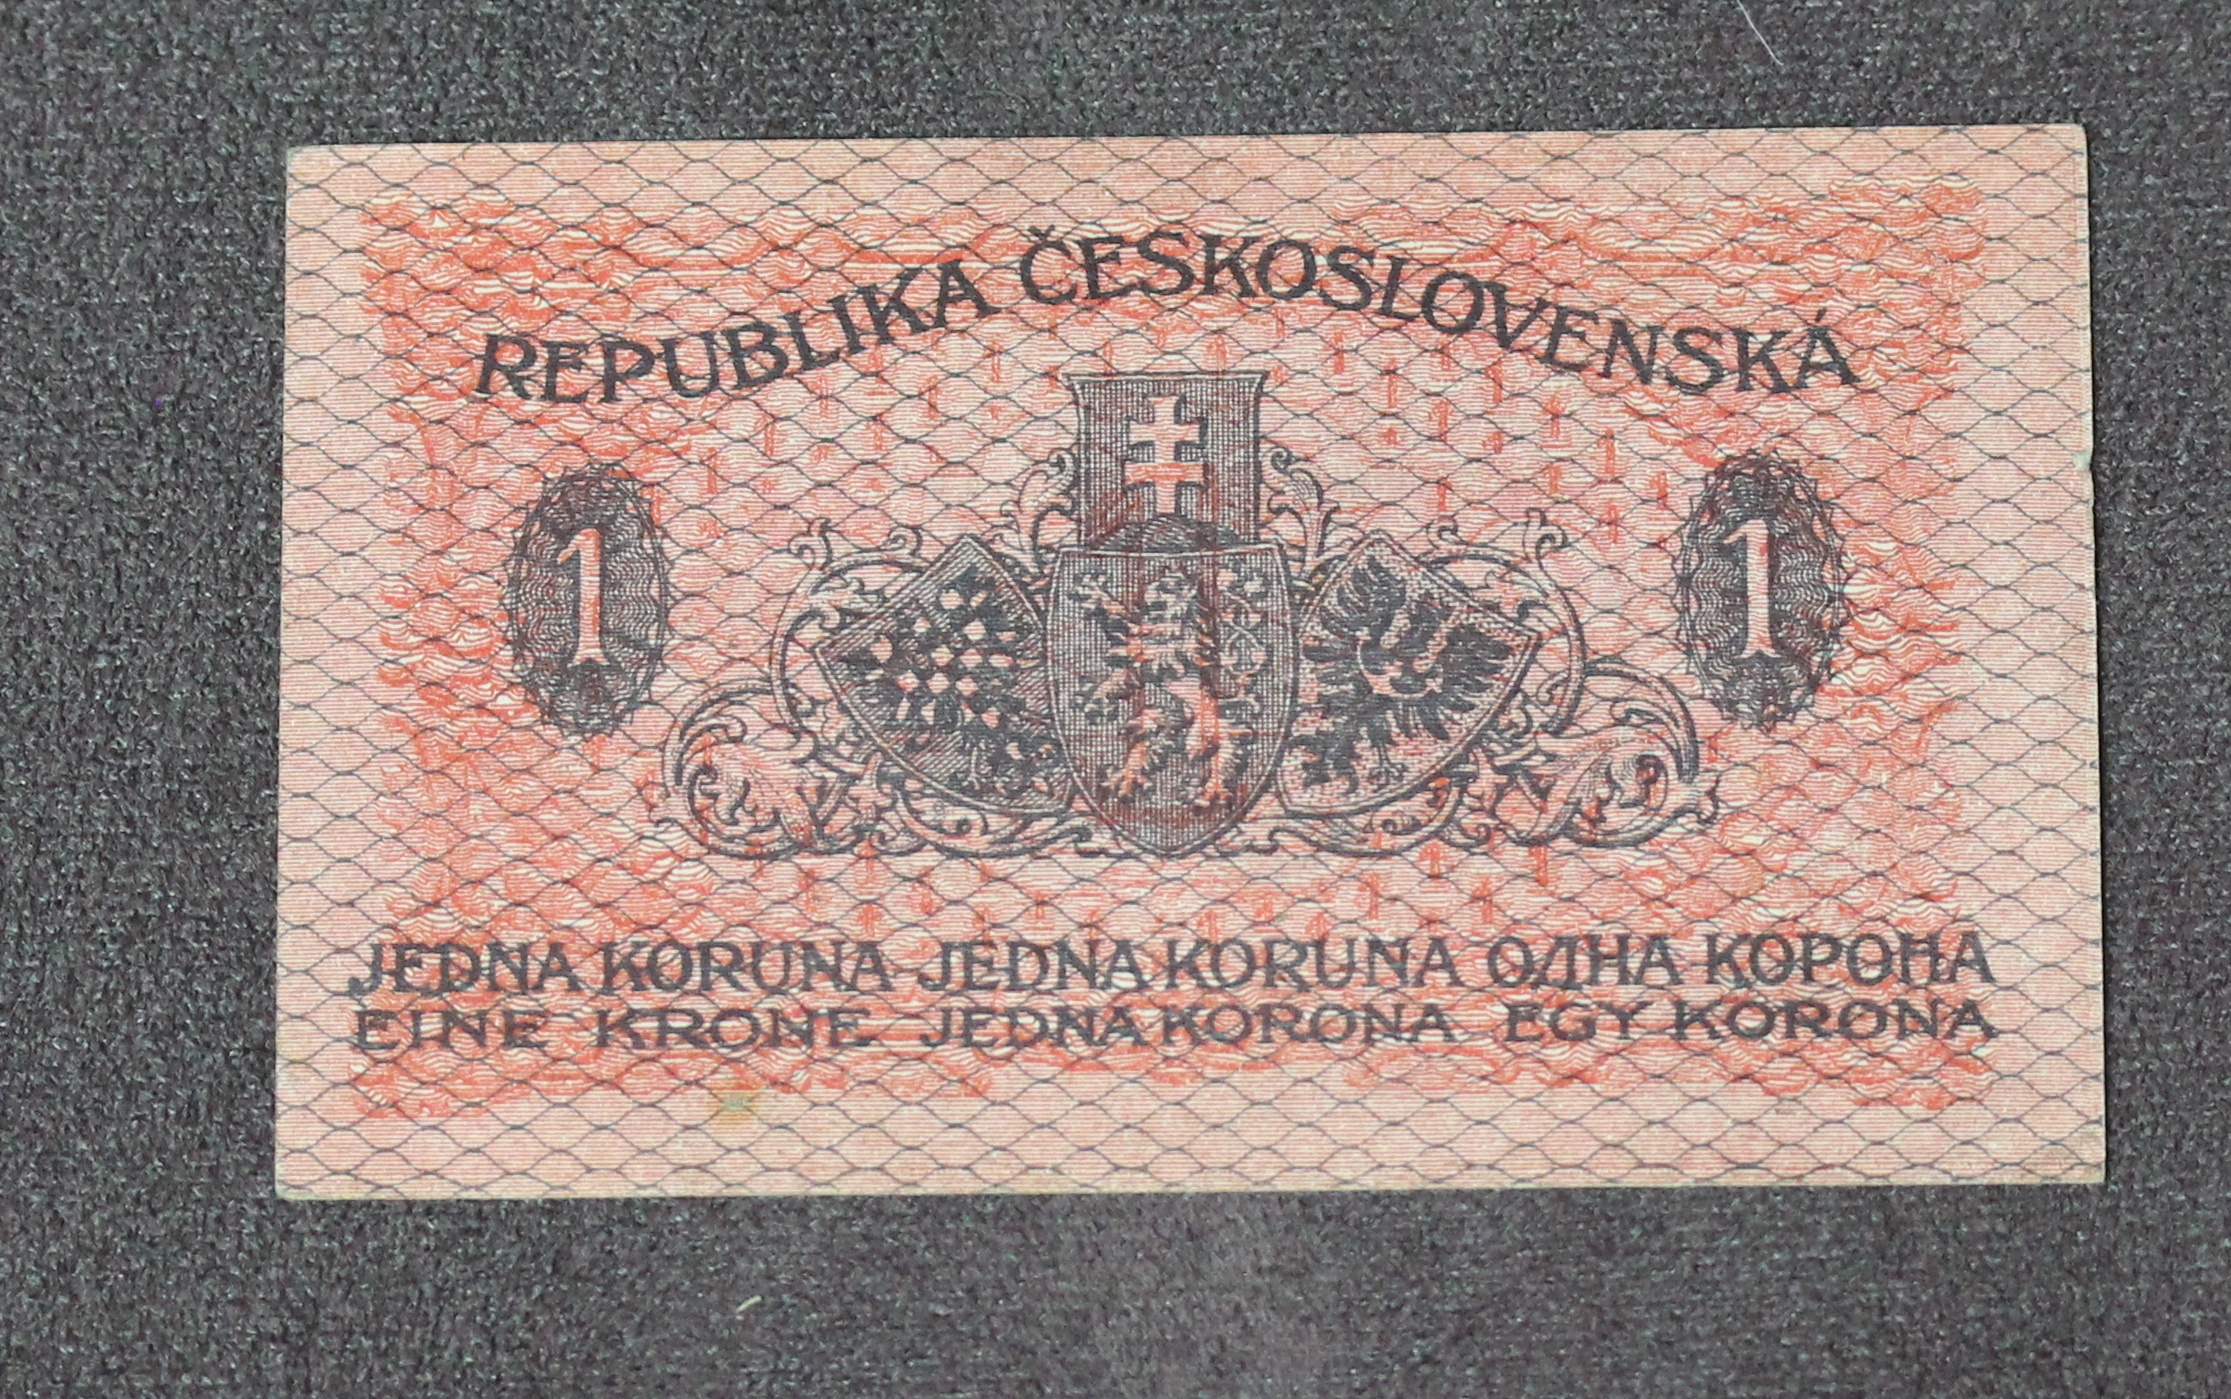 REPUBLIKA ČESKOSLOVENSKÁ
1 1
JEDNA KORUNA JEDNA KORUNA ОДНА КОРОНА
EINE KRONE JEDNA KORONA EGY KORONA